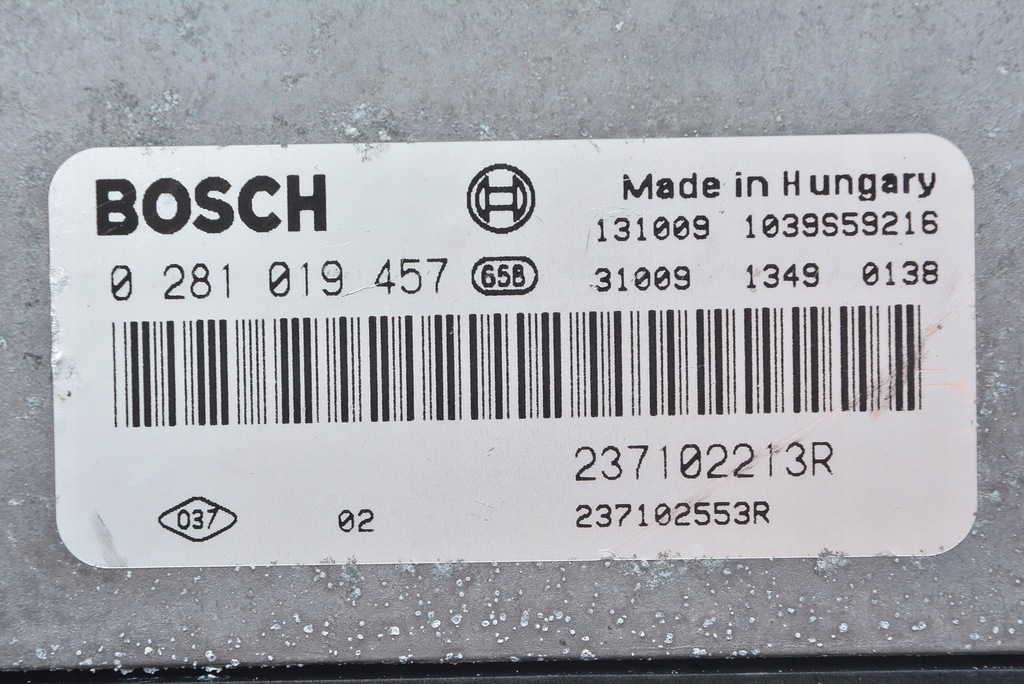 BOSCH Made in Hungary
131009 1039S59216
0 281 019 457 658 31009 1349 0138
237102213R
037 02 237102553R